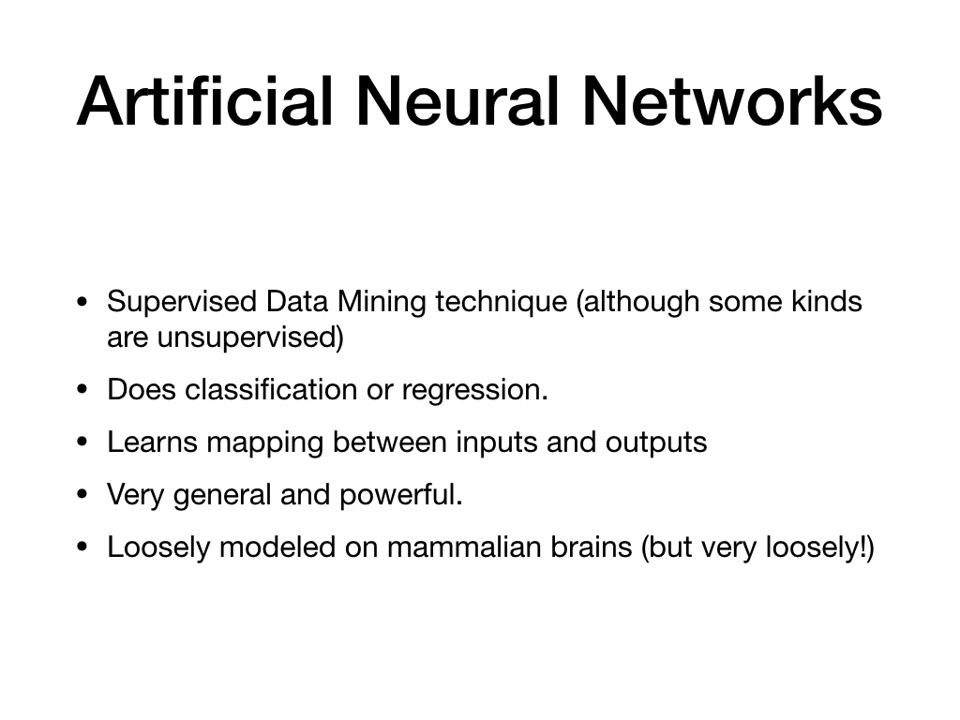 Artificial Neural Networks
• Supervised Data Mining technique (although some kinds
are unsupervised)
• Does classification or regression.
• Learns mapping between inputs and outputs
• Very general and powerful.
• Loosely modeled on mammalian brains (but very loosely!)